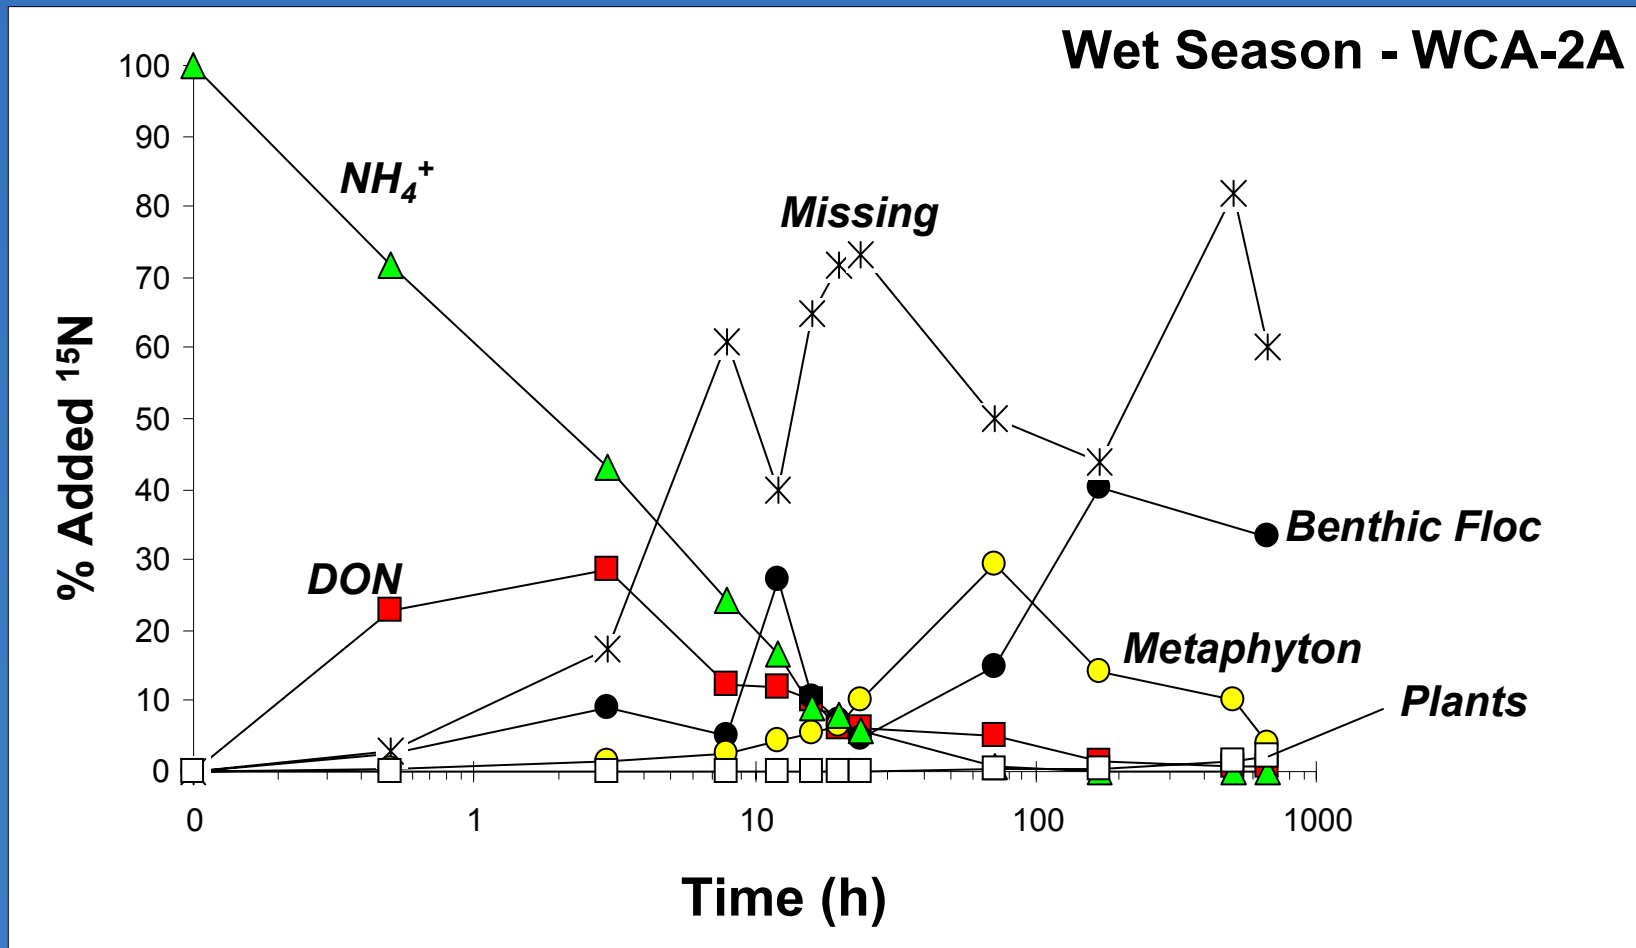 Wet Season - WCA-2A
100
90
80
70
60
50
40
30
20
10
0
% Added ¹⁵N
NH₄⁺
Missing
DON
Benthic Floc
Metaphyton
Plants
0 1 10 100 1000
Time (h)